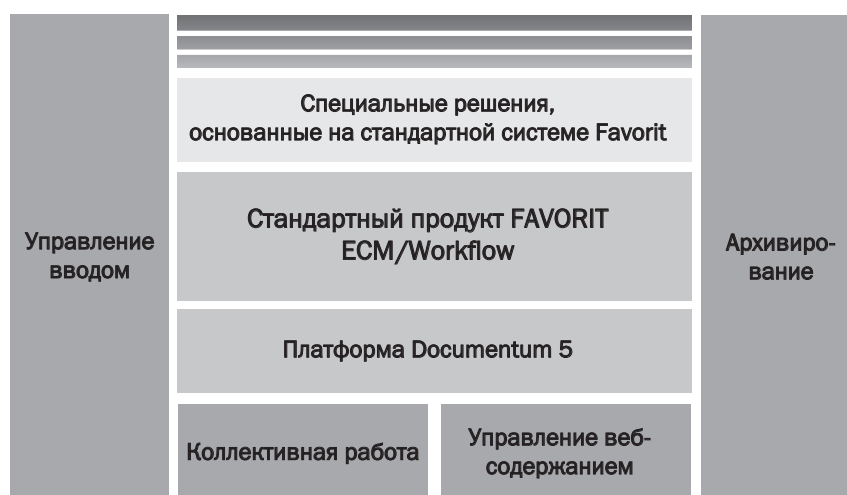 Управление
вводом
Специальные решения,
основанные на стандартной системе Favorit
Стандартный продукт FAVORIT
ECM/Workflow
Платформа Documentum 5
Коллективная работа
Управление веб-
содержанием
Архивиро-
вание